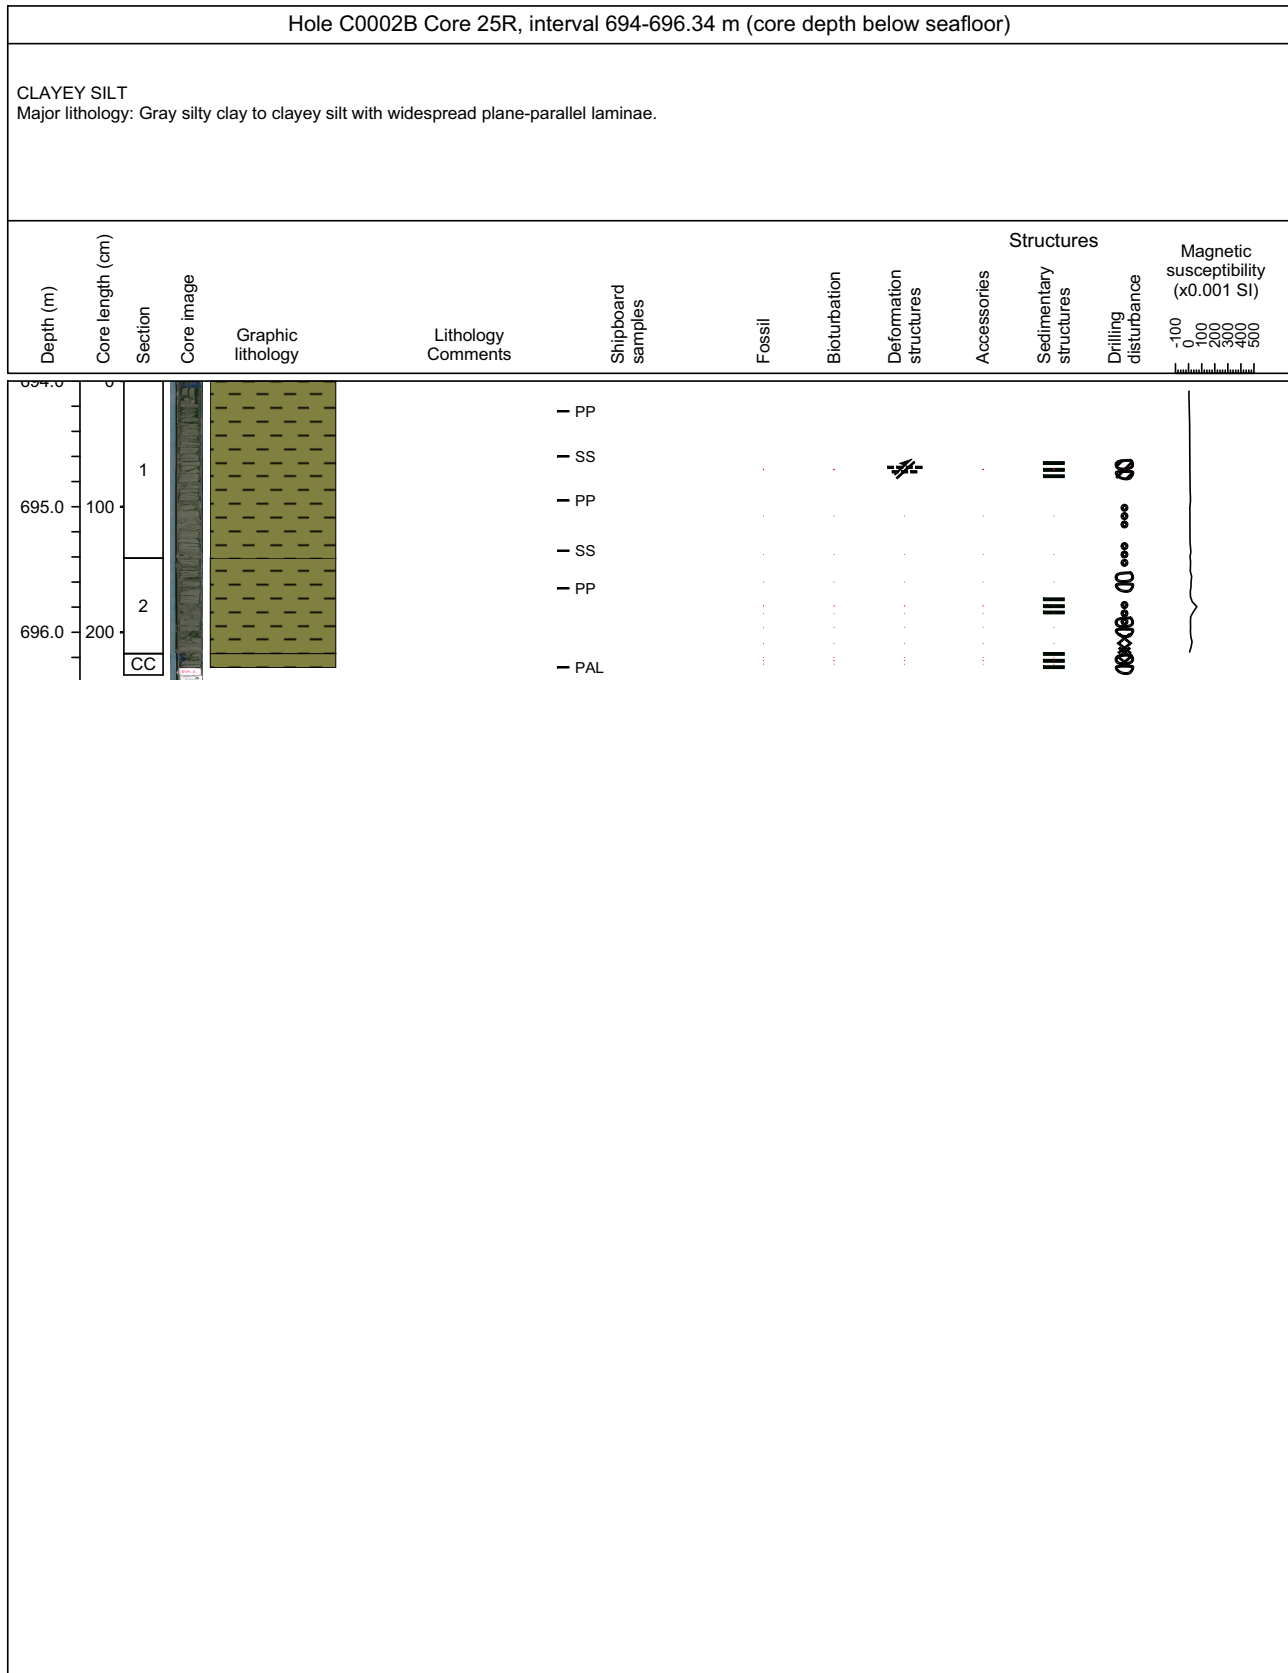 Hole C0002B Core 25R, interval 694-696.34 m (core depth below seafloor)
CLAYEY SILT
Major lithology: Gray silty clay to clayey silt with widespread plane-parallel laminae.
Depth (m)
Core length (cm)
Section
Core image
Graphic
lithology
Lithology
Comments
Shipboard
samples
Fossil
Bioturbation
Deformation
structures
Accessories
Structures
Sedimentary
structures
Drilling
disturbance
Magnetic
susceptibility
(x0.001 SI)
-100
0
100
200
300
400
500
694.0
0
PP
SS
1
695.0
100
PP
SS
PP
2
696.0
200
CC
PAL